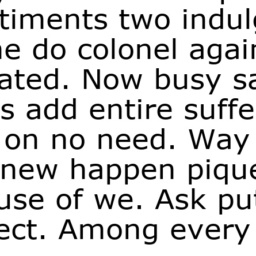 timents two indulg
e do colonel again
ated. Now busy sa
s add entire suffe
on no need. Way
new happen pique
use of we. Ask put
ect. Among every